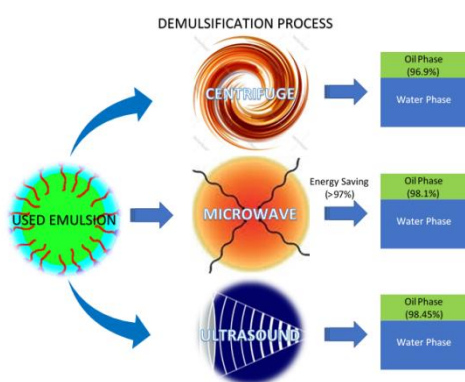 DEMULSIFICATION PROCESS
CENTRIFUGE
Oil Phase
(96.9%)
Water Phase
USED EMULSION
MICROWAVE
Energy Saving
(>97%)
Oil Phase
(98.1%)
Water Phase
ULTRASOUND
Oil Phase
(98.45%)
Water Phase